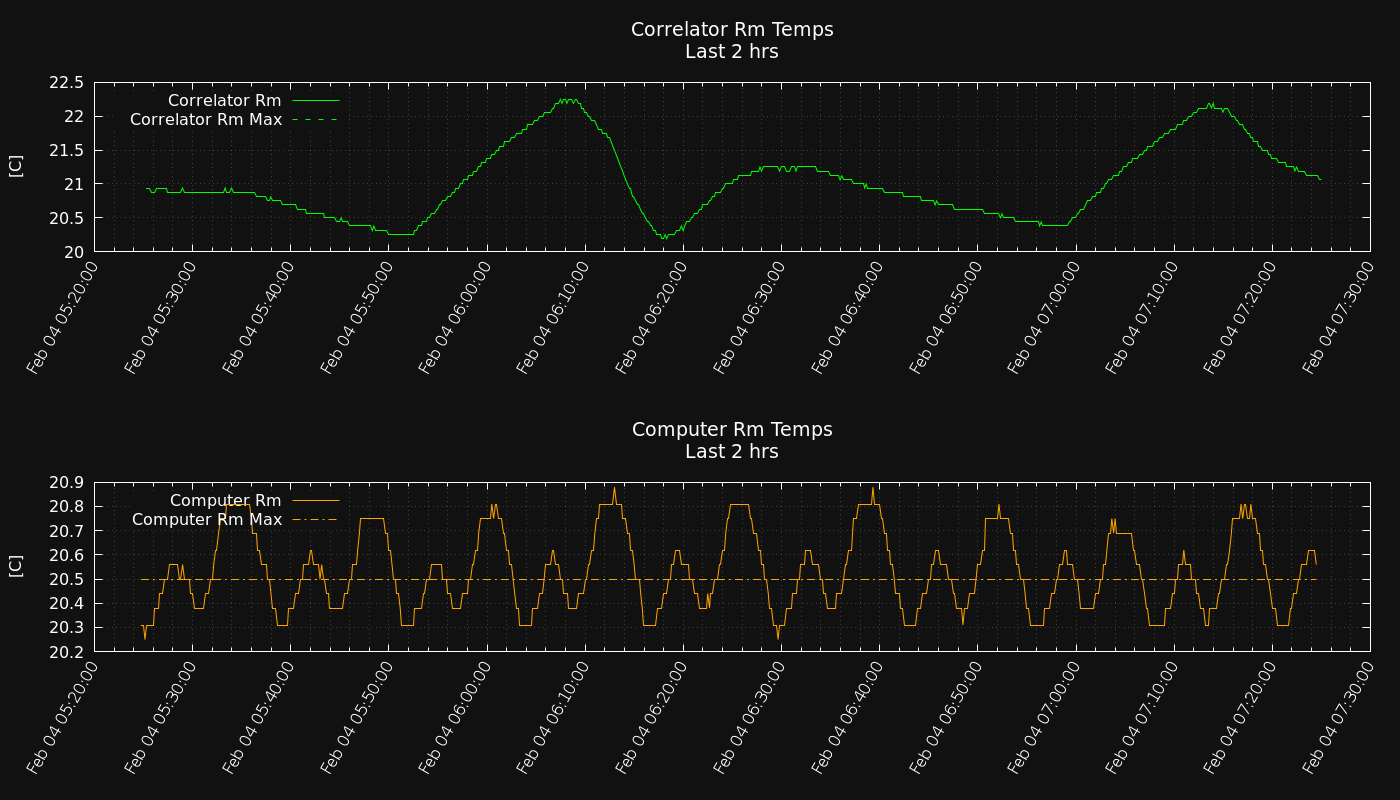 Correlator Rm Temps
Last 2 hrs
22.5
22
21.5
21
20.5
20
[C]
Correlator Rm
Correlator Rm Max
Feb 04 05:20:00
Feb 04 05:30:00
Feb 04 05:40:00
Feb 04 05:50:00
Feb 04 06:00:00
Feb 04 06:10:00
Feb 04 06:20:00
Feb 04 06:30:00
Feb 04 06:40:00
Feb 04 06:50:00
Feb 04 07:00:00
Feb 04 07:10:00
Feb 04 07:20:00
Feb 04 07:30:00
Computer Rm Temps
Last 2 hrs
20.9
20.8
20.7
20.6
20.5
20.4
20.3
20.2
[C]
Computer Rm
Computer Rm Max
Feb 04 05:20:00
Feb 04 05:30:00
Feb 04 05:40:00
Feb 04 05:50:00
Feb 04 06:00:00
Feb 04 06:10:00
Feb 04 06:20:00
Feb 04 06:30:00
Feb 04 06:40:00
Feb 04 06:50:00
Feb 04 07:00:00
Feb 04 07:10:00
Feb 04 07:20:00
Feb 04 07:30:00